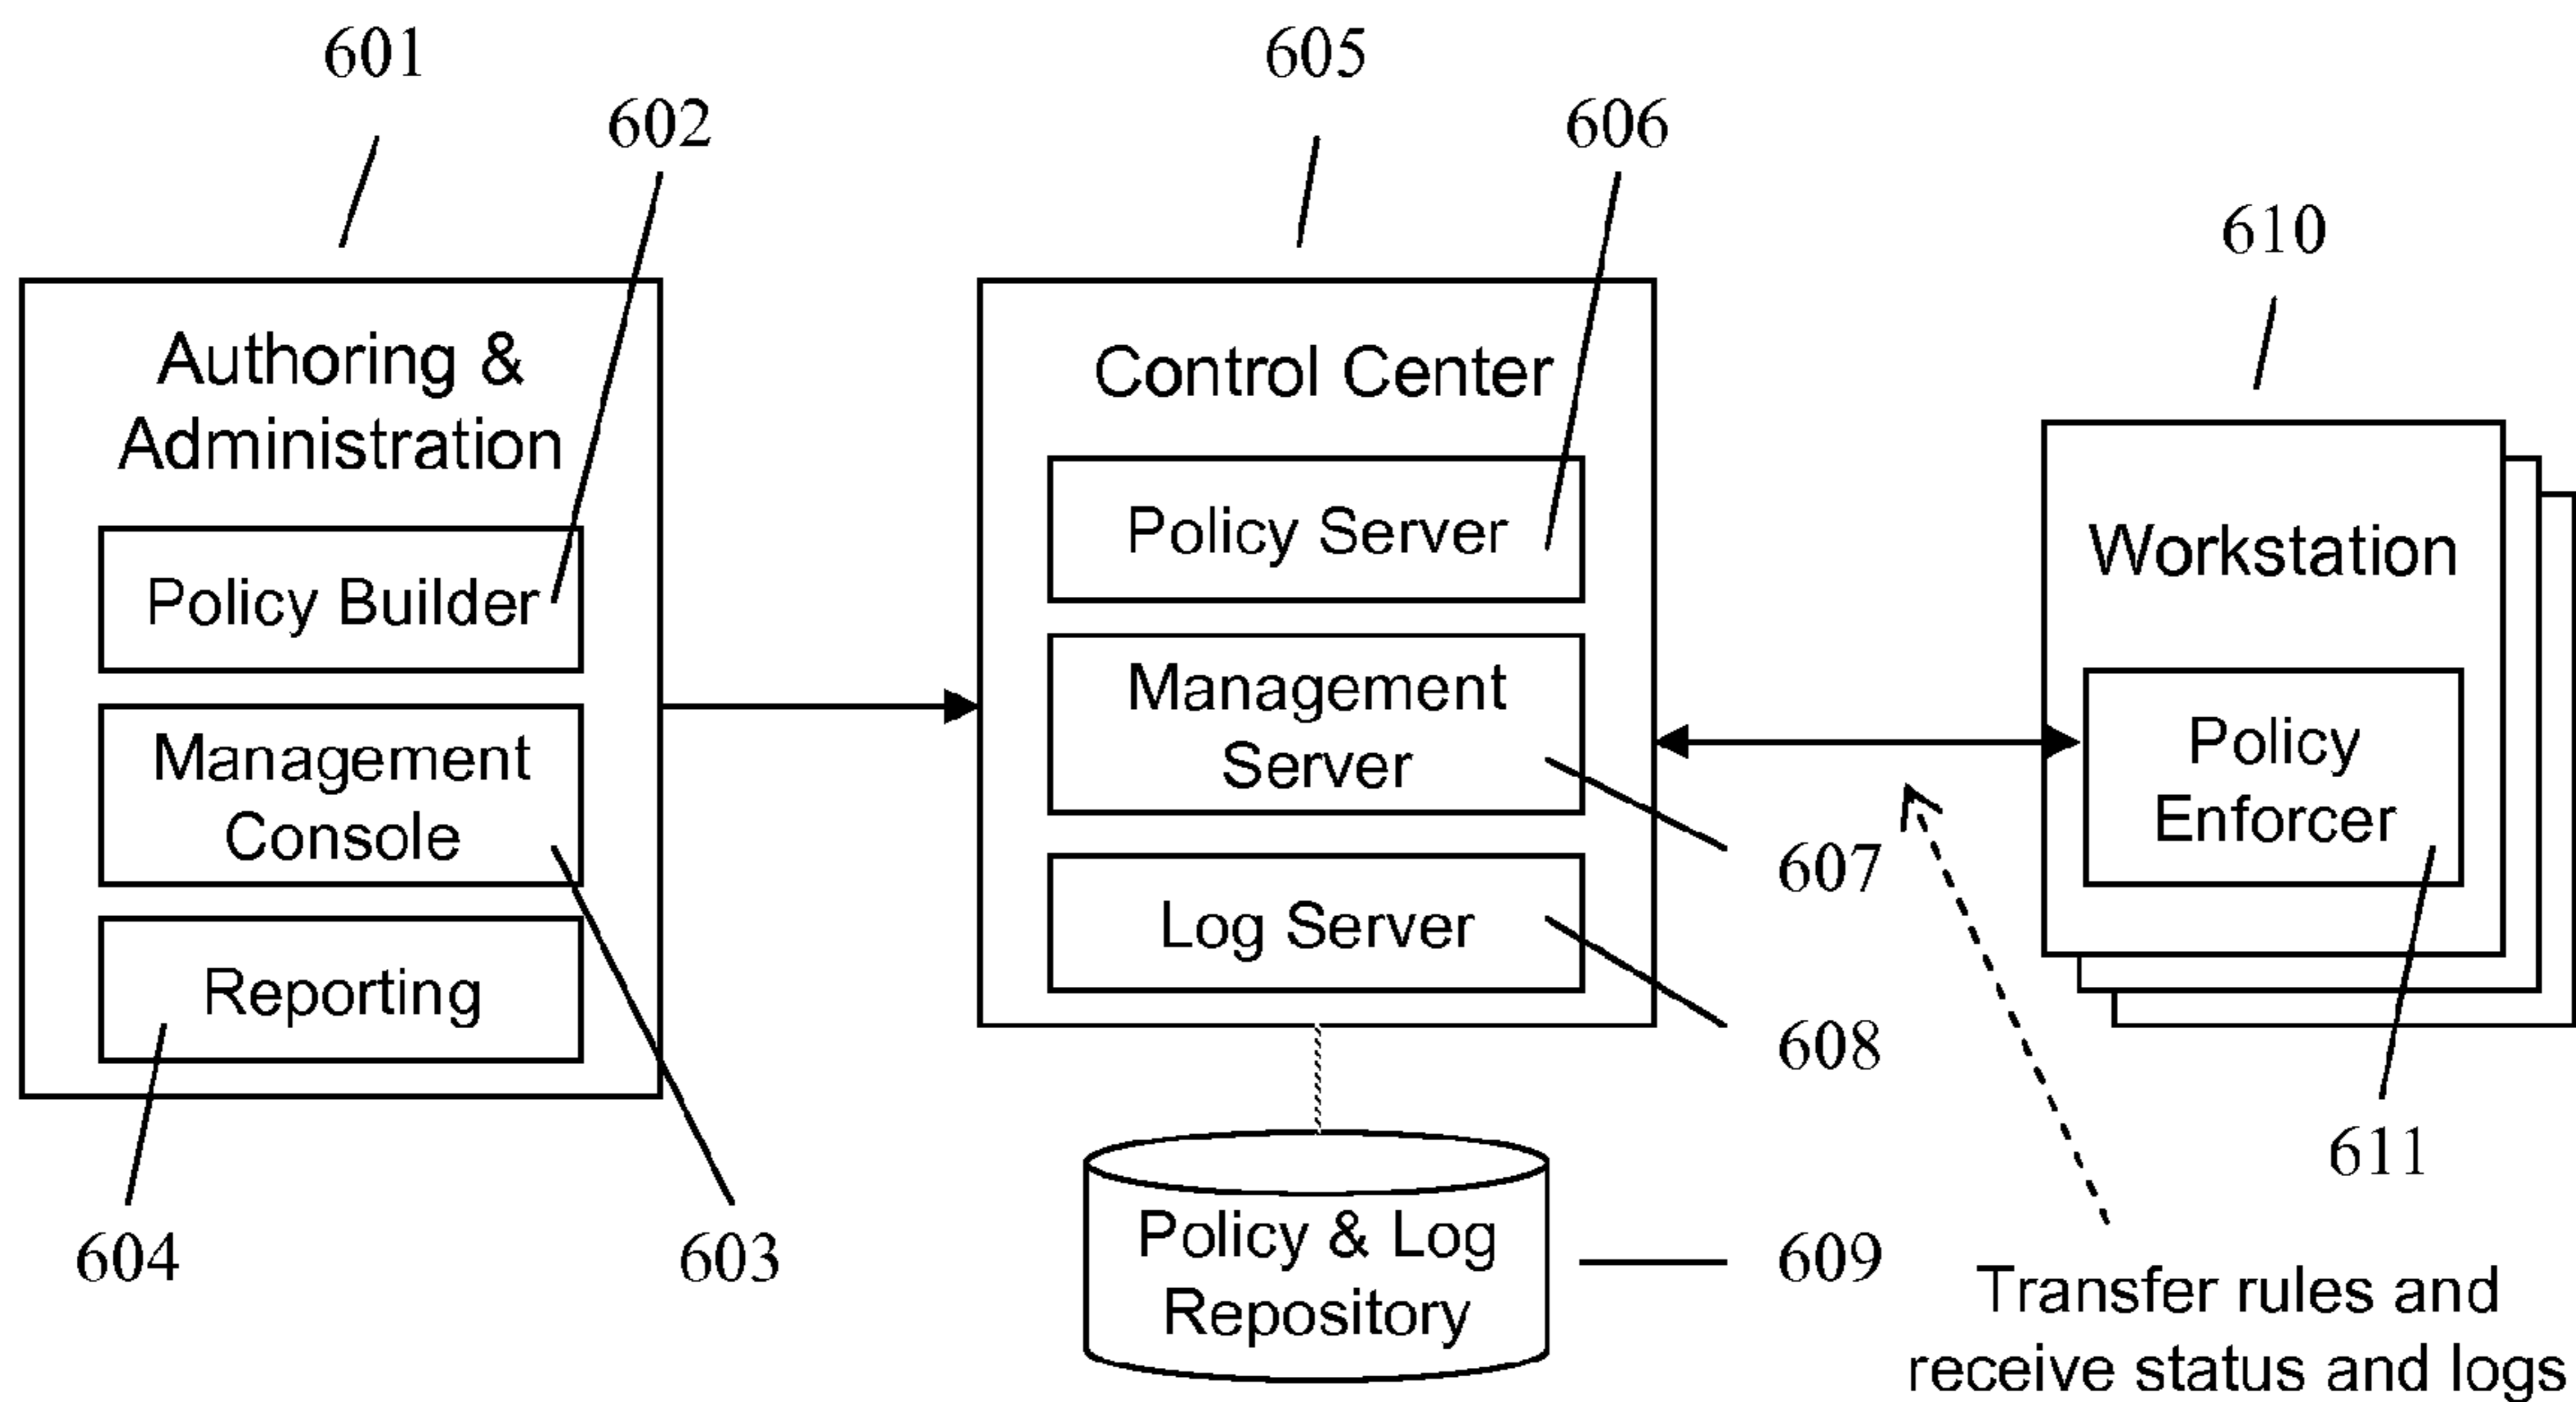 601
605
602
606
610
Authoring &
Administration
Control Center
Policy Builder
Policy Server
Workstation
Management
Console
Management
Server
Policy
Enforcer
607
Reporting
Log Server
608
611
604
603
Policy & Log
Repository
609
Transfer rules and
receive status and logs